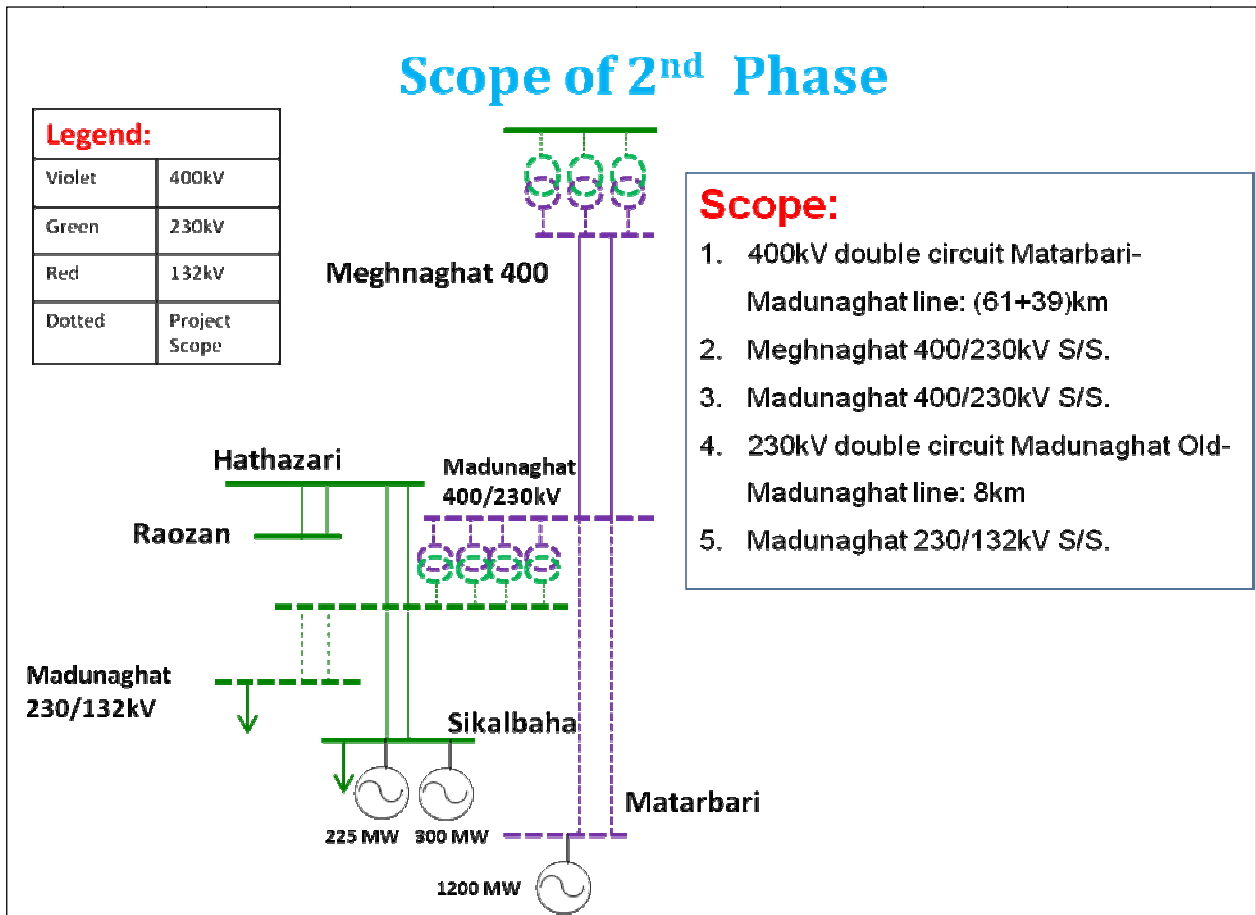 Scope of 2nd Phase
Legend:
Violet 400kV
Green 230kV
Red 132kV
Dotted Project
Scope
Meghnaghat 400
Scope:
1. 400kV double circuit Matarbari-
Madunaghat line: (61+39)km
2. Meghnaghat 400/230kV S/S.
3. Madunaghat 400/230kV S/S.
4. 230kV double circuit Madunaghat Old-
Madunaghat line: 8km
5. Madunaghat 230/132kV S/S.
Hathazari
Madunaghat
400/230kV
Raozan
Madunaghat
230/132kV
Sikalbaha
Matarbari
225 MW 300 MW
1200 MW